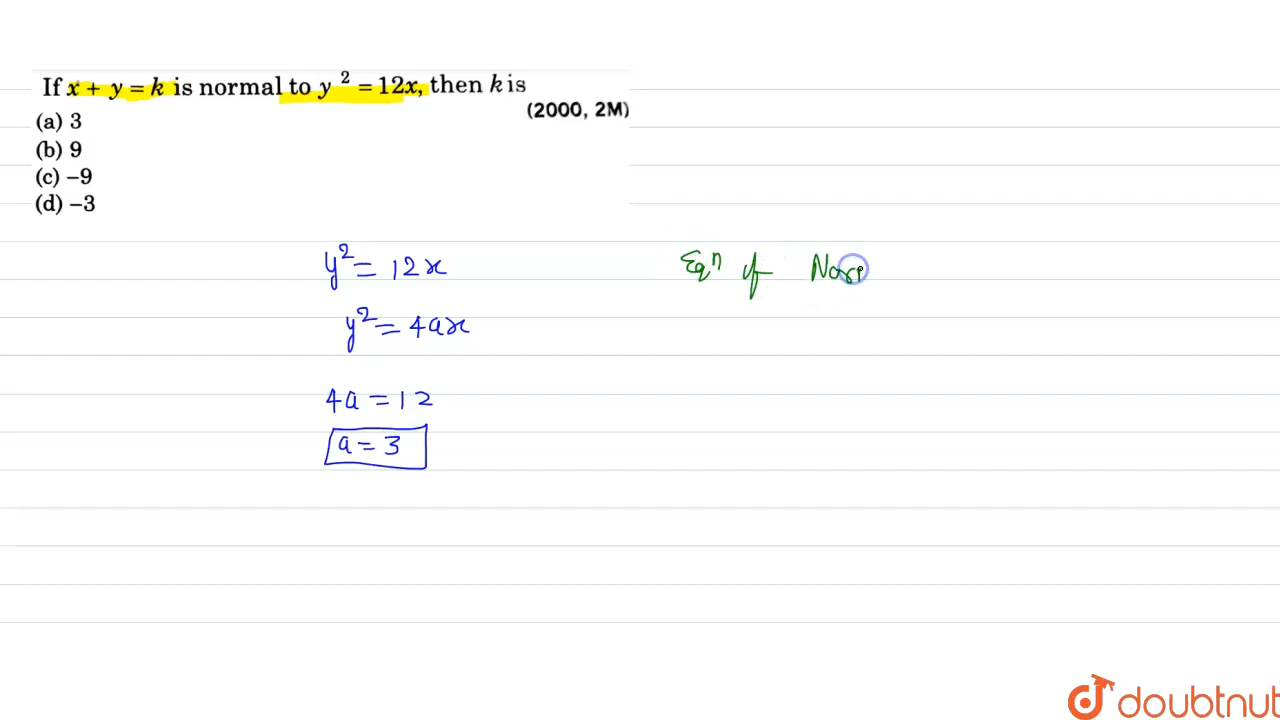 If x + y = k is normal to y ² = 12x, then k is
(2000, 2M)
(a) 3
(b) 9
(c) –9
(d) –3
y² = 12x
y² = 4ax
4a = 12
a = 3
Eqⁿ of Nor
doubtnut